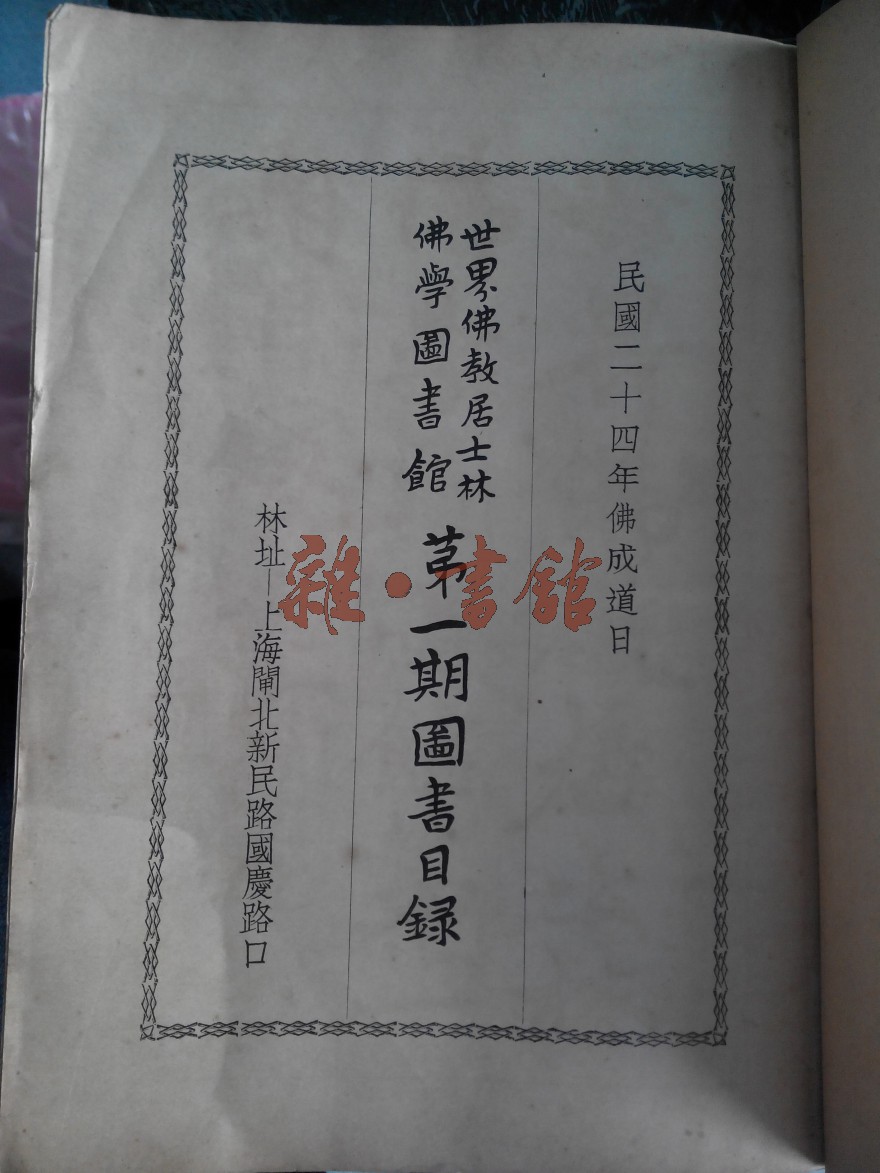 民國二十四年佛成道日
世界佛教居士林
佛學圖書館
第一期圖書目録
林址—上海閘北新民路國慶路口
雜·書館